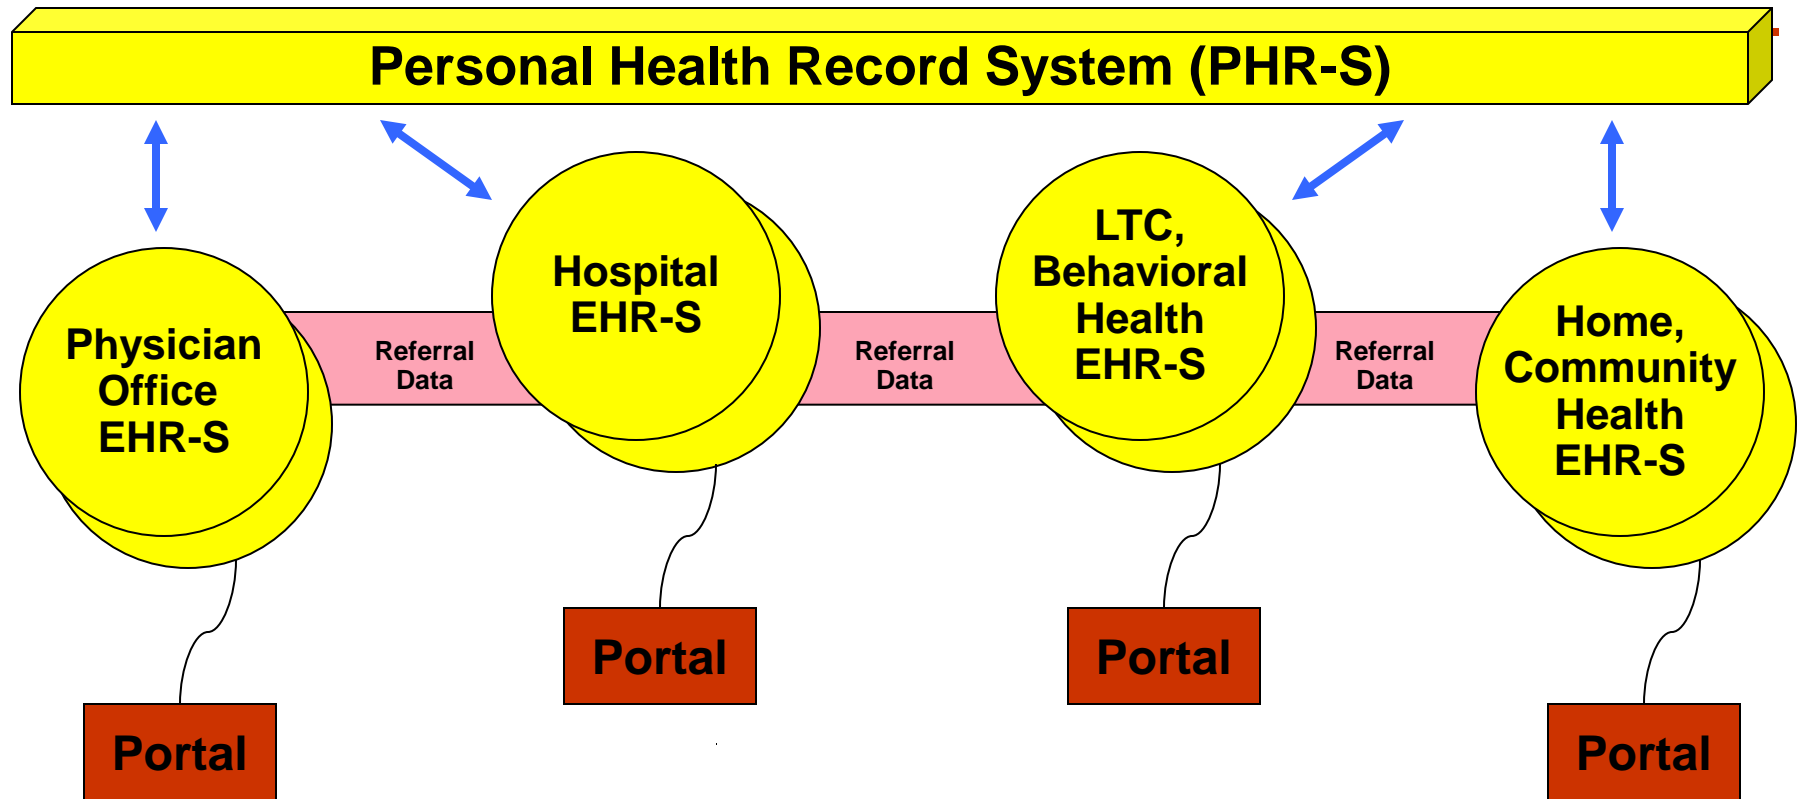 Personal Health Record System (PHR-S)
Physician
Office
EHR-S
Referral
Data
Hospital
EHR-S
Referral
Data
LTC,
Behavioral
Health
EHR-S
Referral
Data
Home,
Community
Health
EHR-S
Portal
Portal
Portal
Portal